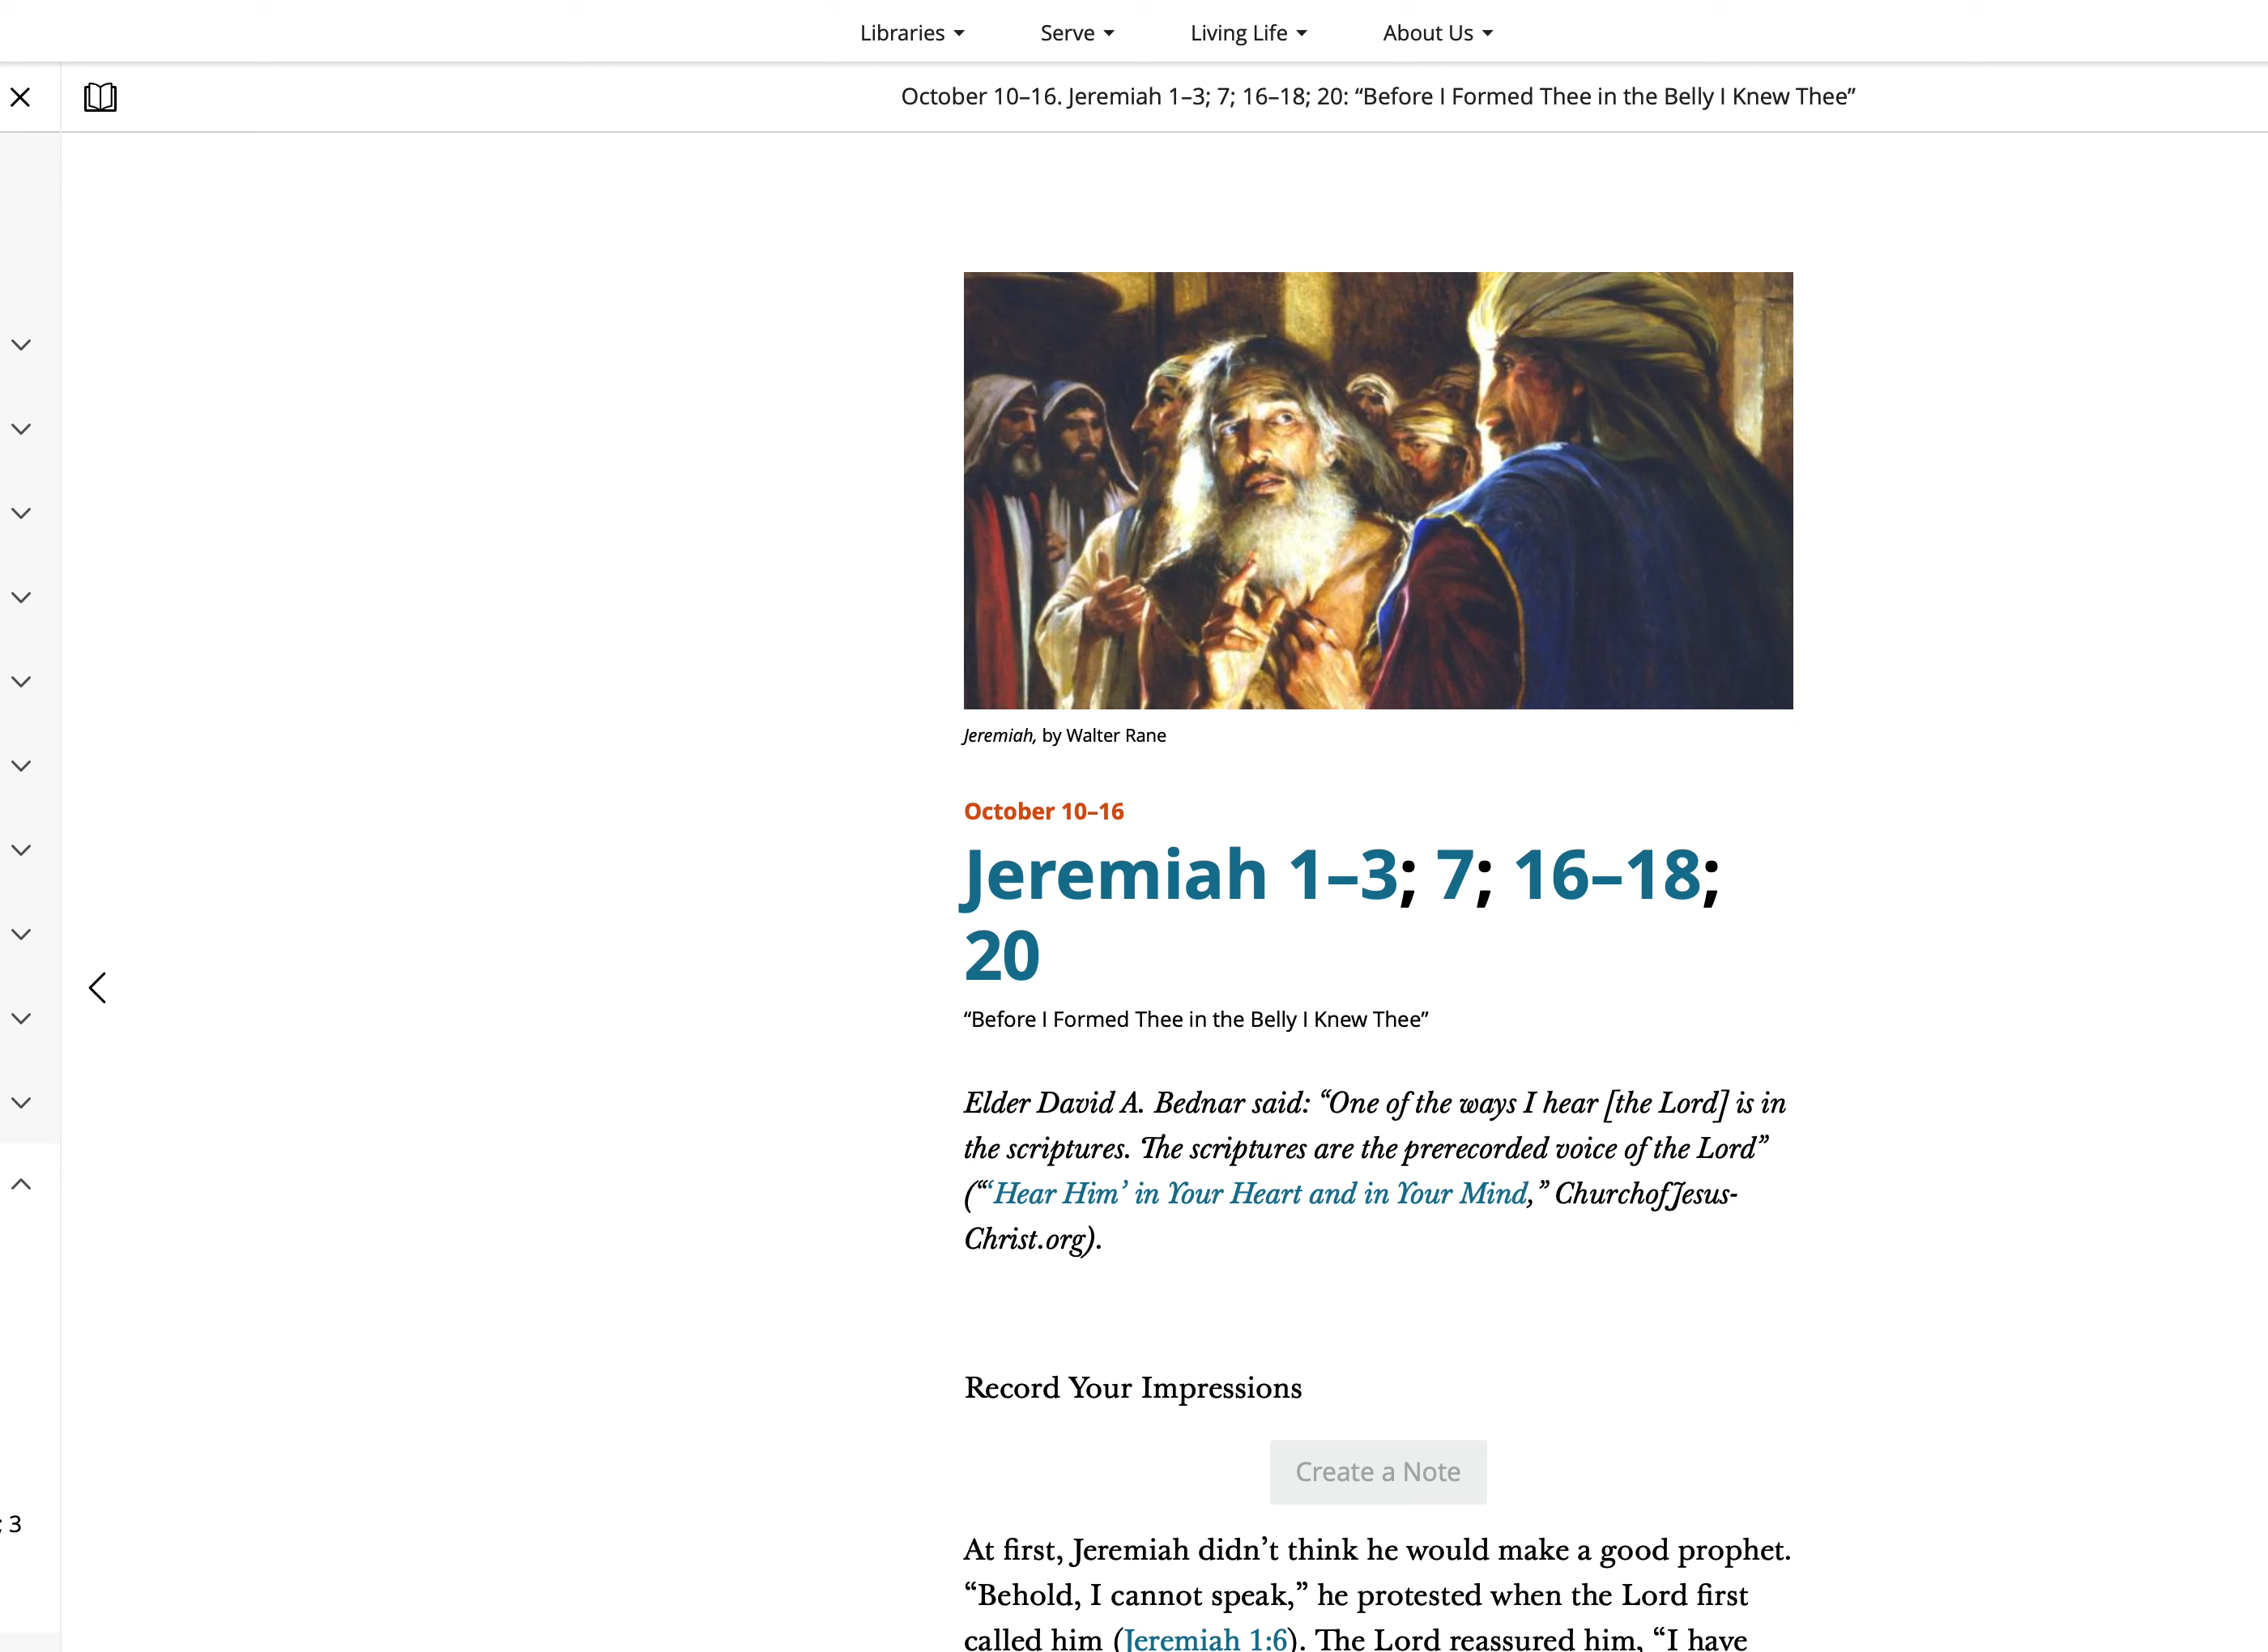 Libraries Serve Living Life About Us
October 10–16. Jeremiah 1–3; 7; 16–18; 20: “Before I Formed Thee in the Belly I Knew Thee”
Jeremiah, by Walter Rane
October 10–16
Jeremiah 1–3; 7; 16–18;
20
“Before I Formed Thee in the Belly I Knew Thee”
Elder David A. Bednar said: “One of the ways I hear [the Lord] is in
the scriptures. The scriptures are the prerecorded voice of the Lord”
(“‘Hear Him’ in Your Heart and in Your Mind,” ChurchofJesus-
Christ.org).
Record Your Impressions
Create a Note
; 3
At first, Jeremiah didn’t think he would make a good prophet.
“Behold, I cannot speak,” he protested when the Lord first
called him (Jeremiah 1:6). The Lord reassured him, “I have